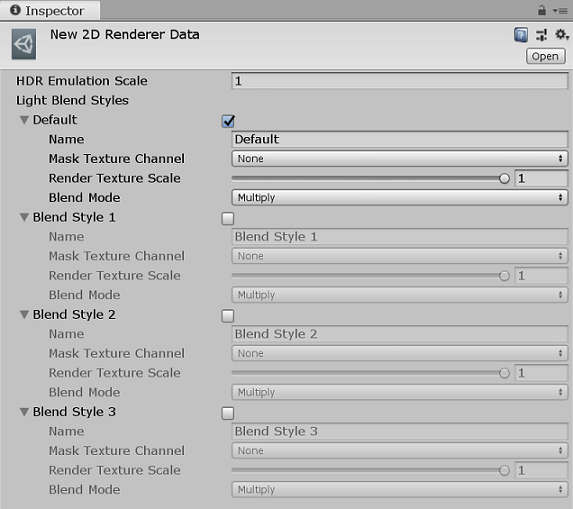 Inspector
New 2D Renderer Data
Open
HDR Emulation Scale 1
Light Blend Styles
Default
Name Default
Mask Texture Channel None
Render Texture Scale 1
Blend Mode Multiply
Blend Style 1
Name Blend Style 1
Mask Texture Channel None
Render Texture Scale 1
Blend Mode Multiply
Blend Style 2
Name Blend Style 2
Mask Texture Channel None
Render Texture Scale 1
Blend Mode Multiply
Blend Style 3
Name Blend Style 3
Mask Texture Channel None
Render Texture Scale 1
Blend Mode Multiply